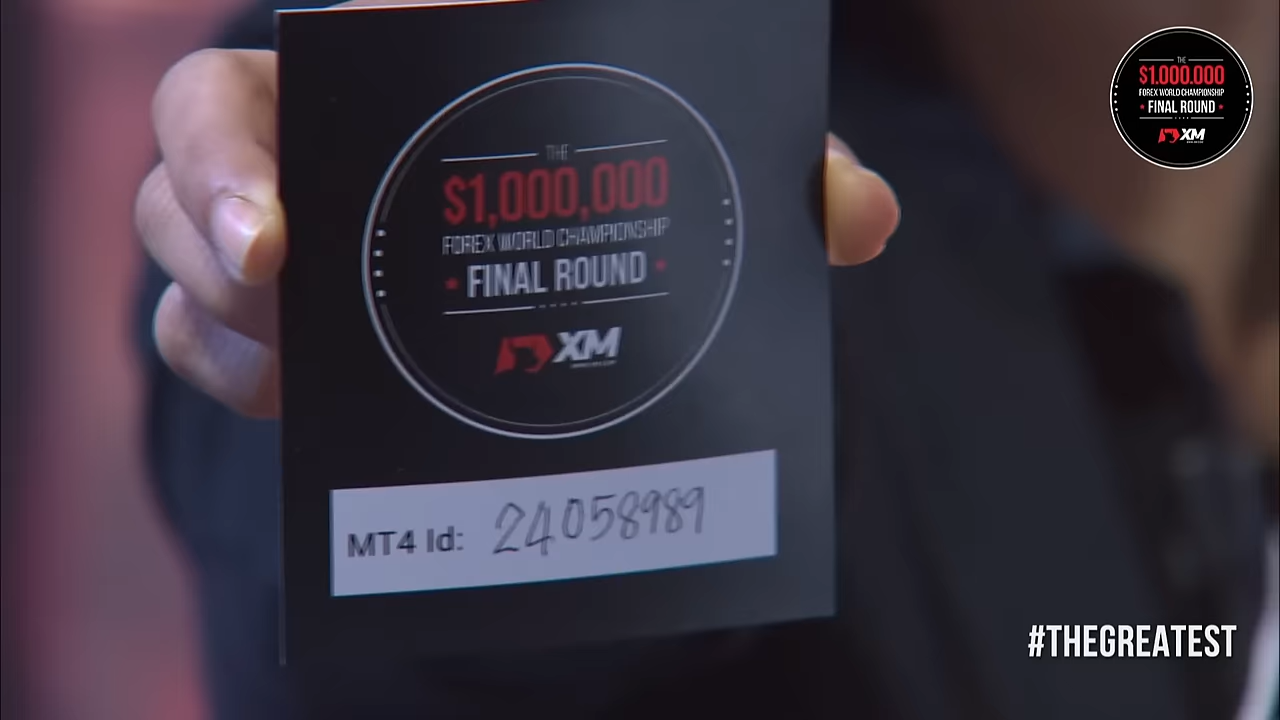 THE
$1,000,000
FOREX WORLD CHAMPIONSHIP
FINAL ROUND
XM
MT4 Id: 24058989
THE
$1.000.000
FOREX WORLD CHAMPIONSHIP
FINAL ROUND
XM
#THEGREATEST